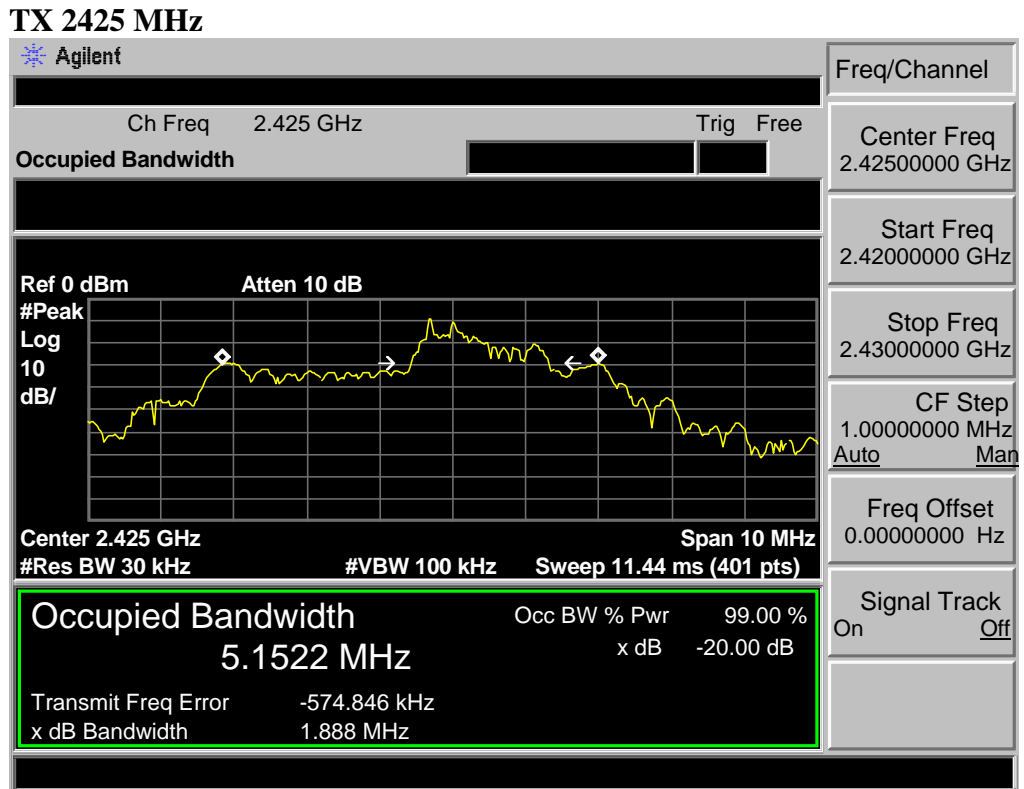 TX 2425 MHz
Agilent
Freq/Channel
Ch Freq 2.425 GHz Trig Free
Occupied Bandwidth
Center Freq
2.42500000 GHz
Start Freq
2.42000000 GHz
Stop Freq
2.43000000 GHz
CF Step
1.00000000 MHz
Auto Man
Freq Offset
0.00000000 Hz
Signal Track
On Off
Ref 0 dBm Atten 10 dB
#Peak
Log
10
dB/
Center 2.425 GHz Span 10 MHz
#Res BW 30 kHz #VBW 100 kHz Sweep 11.44 ms (401 pts)
Occupied Bandwidth Occ BW % Pwr 99.00 %
5.1522 MHz x dB -20.00 dB
Transmit Freq Error -574.846 kHz
x dB Bandwidth 1.888 MHz